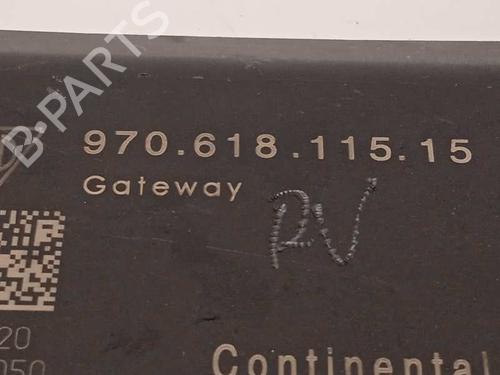 B-PARTS
970.618.115.15
Gateway
RV
20
050
Continental